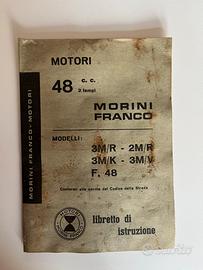 MOTORI
48 c.c.
2 tempi
MORINI
FRANCO
MODELLI:
3M/R - 2M/R
3M/K - 3M/V
F. 48
Conformi alle norme del Codice della Strada
libretto di
istruzione
MORINI FRANCO - MOTORI
subito